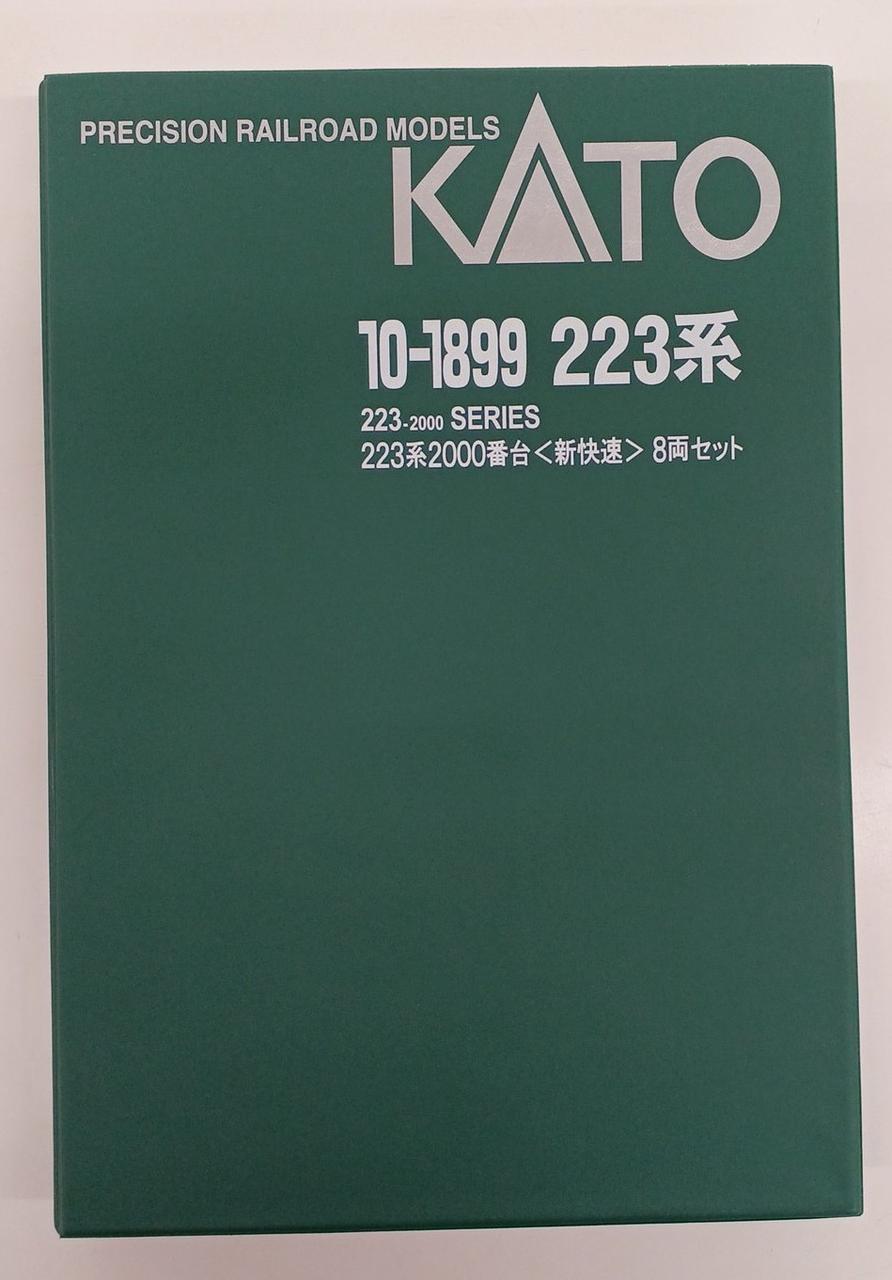 PRECISION RAILROAD MODELS
KATO
10-1899 223系
223-2000 SERIES
223系2000番台<新快速> 8両セット